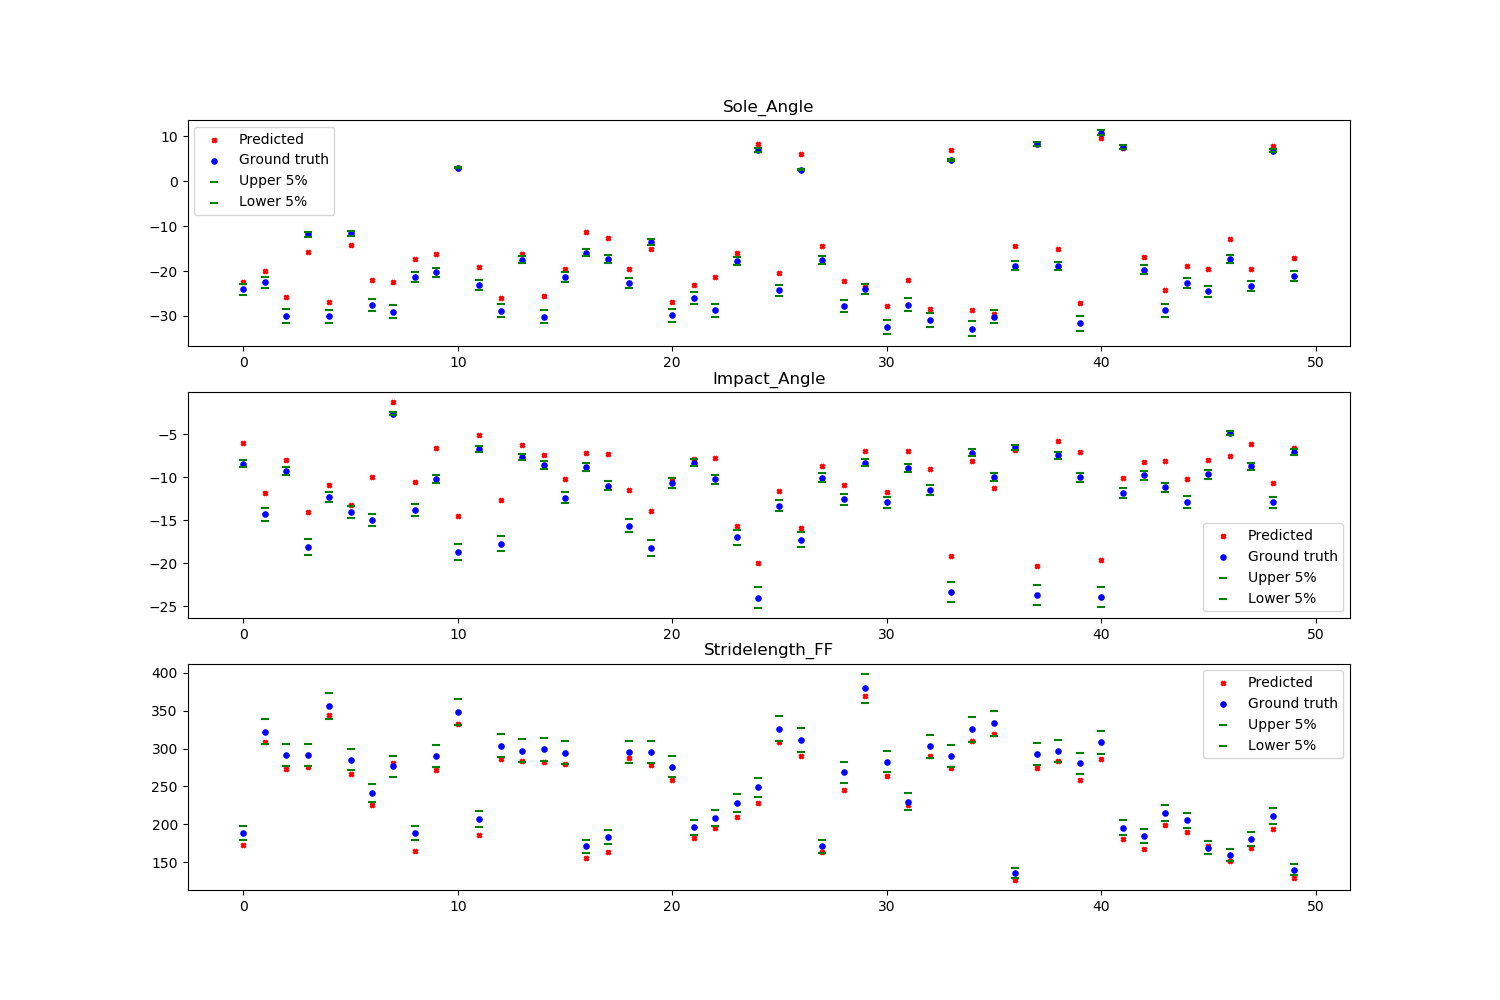 Sole_Angle
10
0
−10
−20
−30
Predicted
Ground truth
Upper 5%
Lower 5%
0 10 20 30 40 50
Impact_Angle
−5
−10
−15
−20
−25
Predicted
Ground truth
Upper 5%
Lower 5%
0 10 20 30 40 50
Stridelength_FF
400
350
300
250
200
150
Predicted
Ground truth
Upper 5%
Lower 5%
0 10 20 30 40 50